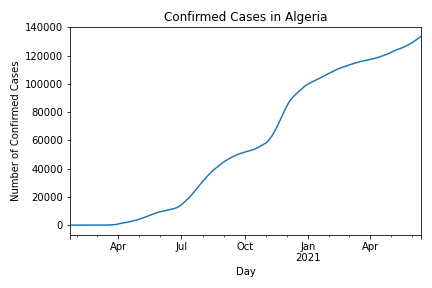 Confirmed Cases in Algeria
140000
120000
100000
80000
60000
40000
20000
0
Number of Confirmed Cases
Apr
Jul
Oct
Jan
2021
Apr
Day